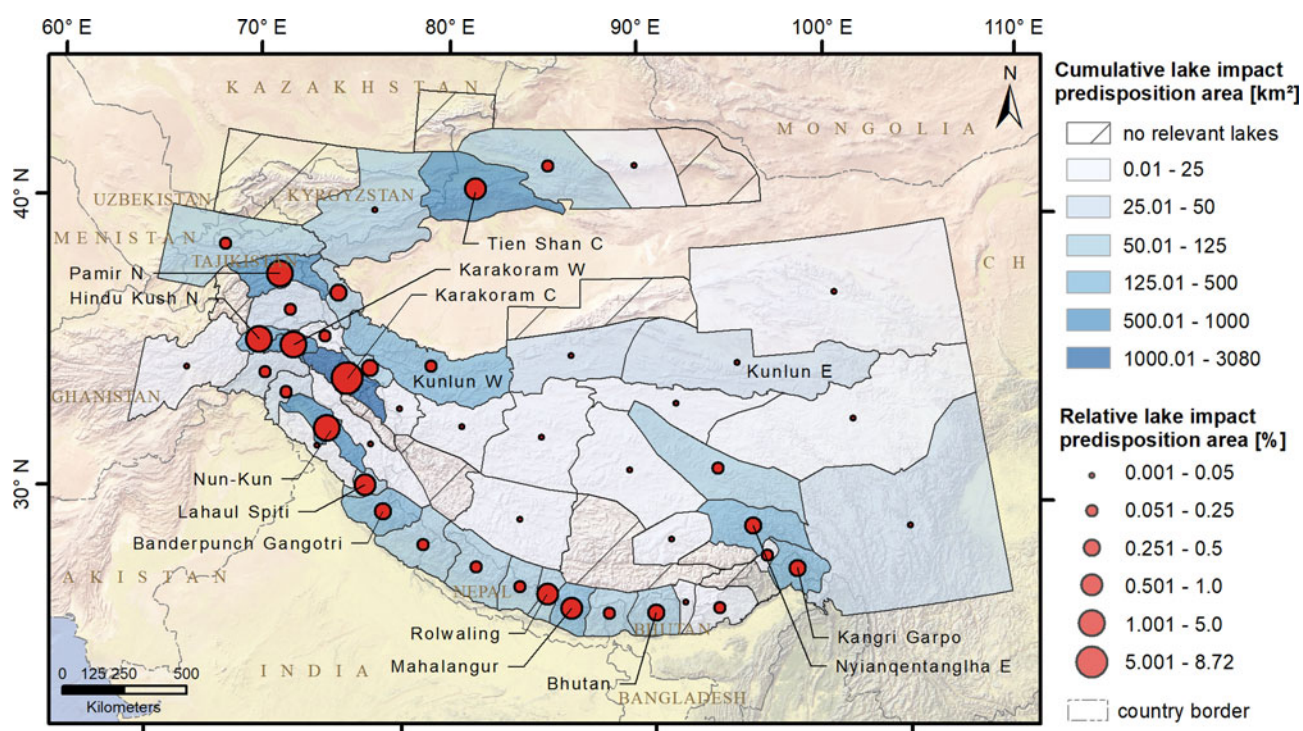 60° E 70° E 80° E 90° E 100° E 110° E
40° N
30° N
N
KAZAKHSTAN
MONGOLIA
UZBEKISTAN
KYRGYZSTAN
MENISTAN
TAJIKISTAN
CH
GHANISTAN
AKISTAN
NEPAL
BHUTAN
INDIA
BANGLADESH
Tien Shan C
Pamir N
Karakoram W
Hindu Kush N
Karakoram C
Kunlun W
Kunlun E
Nun-Kun
Lahaul Spiti
Banderpunch Gangotri
Rolwaling
Mahalangur
Bhutan
Kangri Garpo
Nyianqentanglha E
0 125 250 500
Kilometers
Cumulative lake impact
predisposition area [km²]
no relevant lakes
0.01 - 25
25.01 - 50
50.01 - 125
125.01 - 500
500.01 - 1000
1000.01 - 3080
Relative lake impact
predisposition area [%]
0.001 - 0.05
0.051 - 0.25
0.251 - 0.5
0.501 - 1.0
1.001 - 5.0
5.001 - 8.72
country border